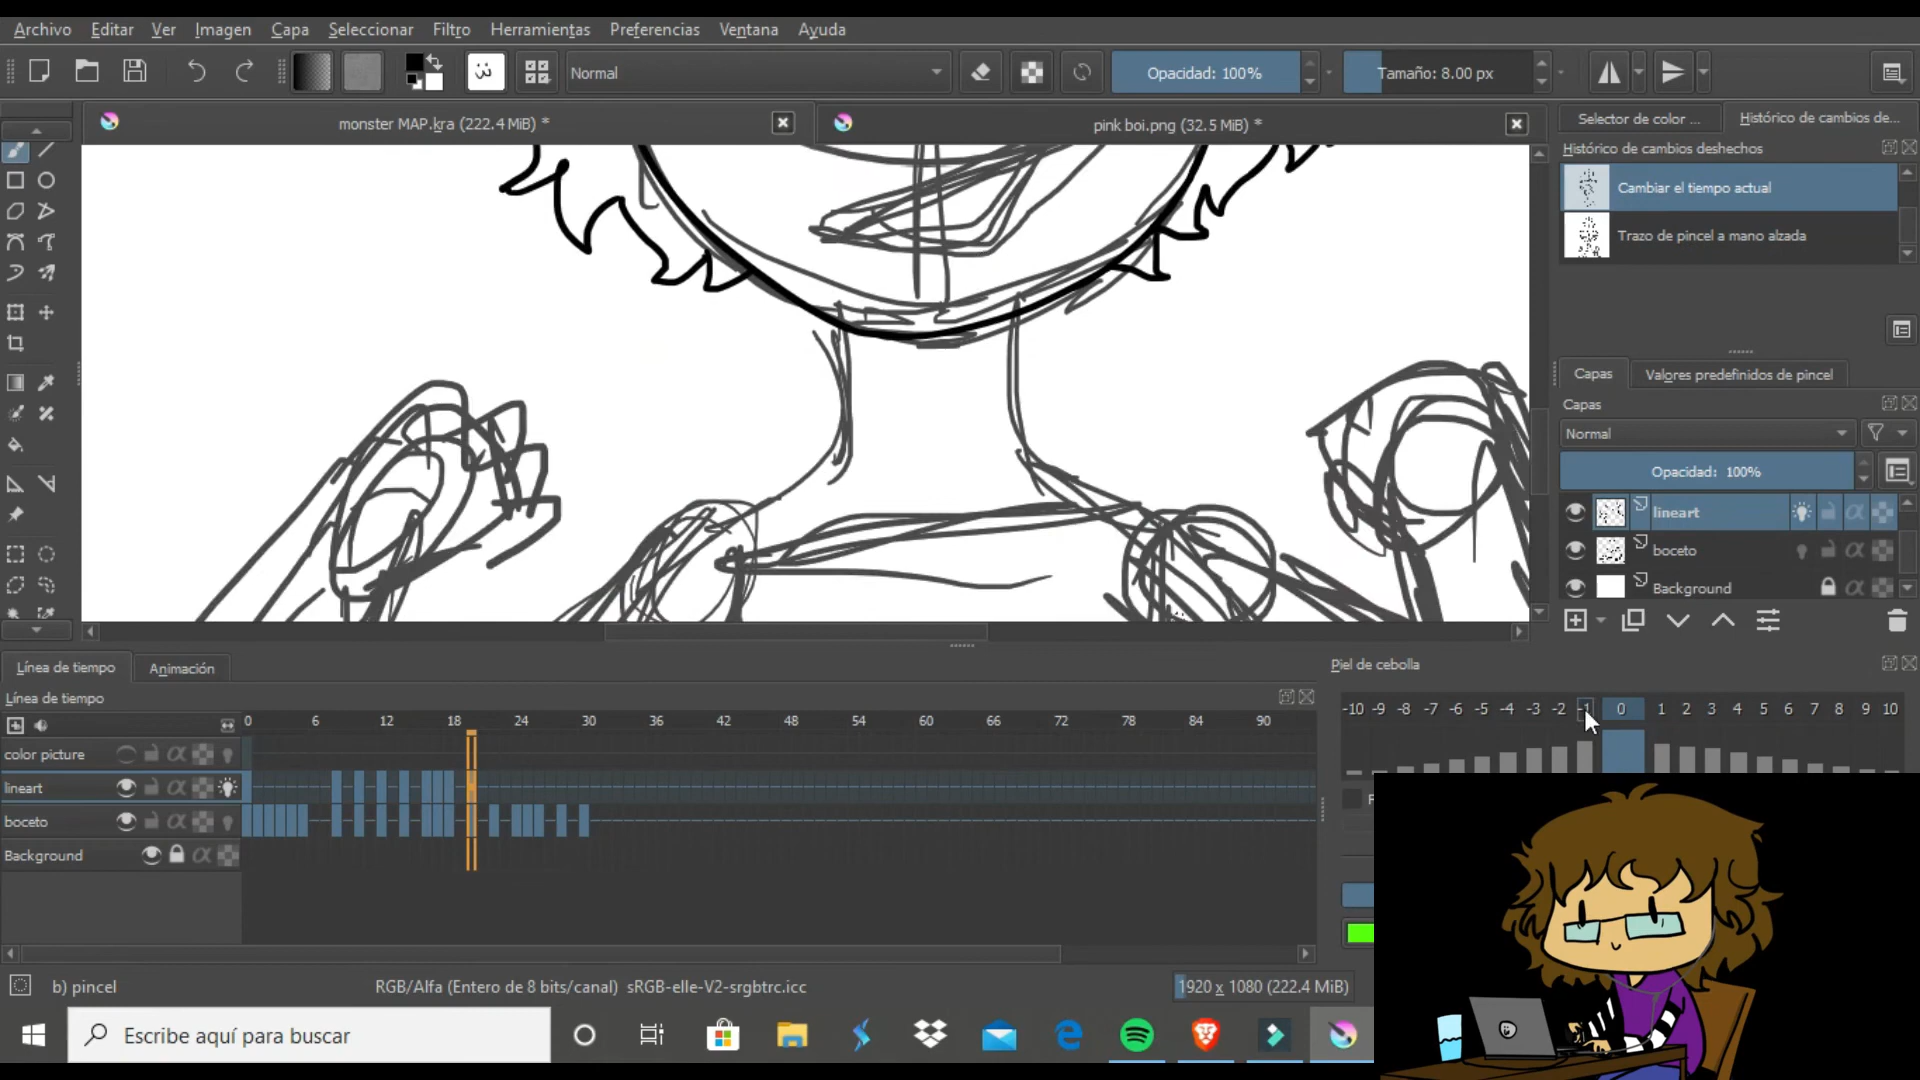 Archivo Editar Ver Imagen Capa Seleccionar Filtro Herramientas Preferencias Ventana Ayuda
Normal Opacidad: 100% Tamaño: 8.00 px
monster MAP.kra (222.4 MiB) * pink boi.png (32.5 MiB) * Selector de color ... Histórico de cambios de...
Histórico de cambios deshechos
Cambiar el tiempo actual
Trazo de pincel a mano alzada
Capas Valores predefinidos de pincel
Capas
Normal
Opacidad: 100%
lineart
boceto
Background
Línea de tiempo Animación Piel de cebolla
Línea de tiempo
0 6 12 18 24 30 36 42 48 54 60 66 72 78 84 90
-10 -9 -8 -7 -6 -5 -4 -3 -2 -1 0 1 2 3 4 5 6 7 8 9 10
color picture
lineart
boceto
Background
b) pincel RGB/Alfa (Entero de 8 bits/canal) sRGB-elle-V2-srgbtrc.icc 1920 x 1080 (222.4 MiB)
Escribe aquí para buscar